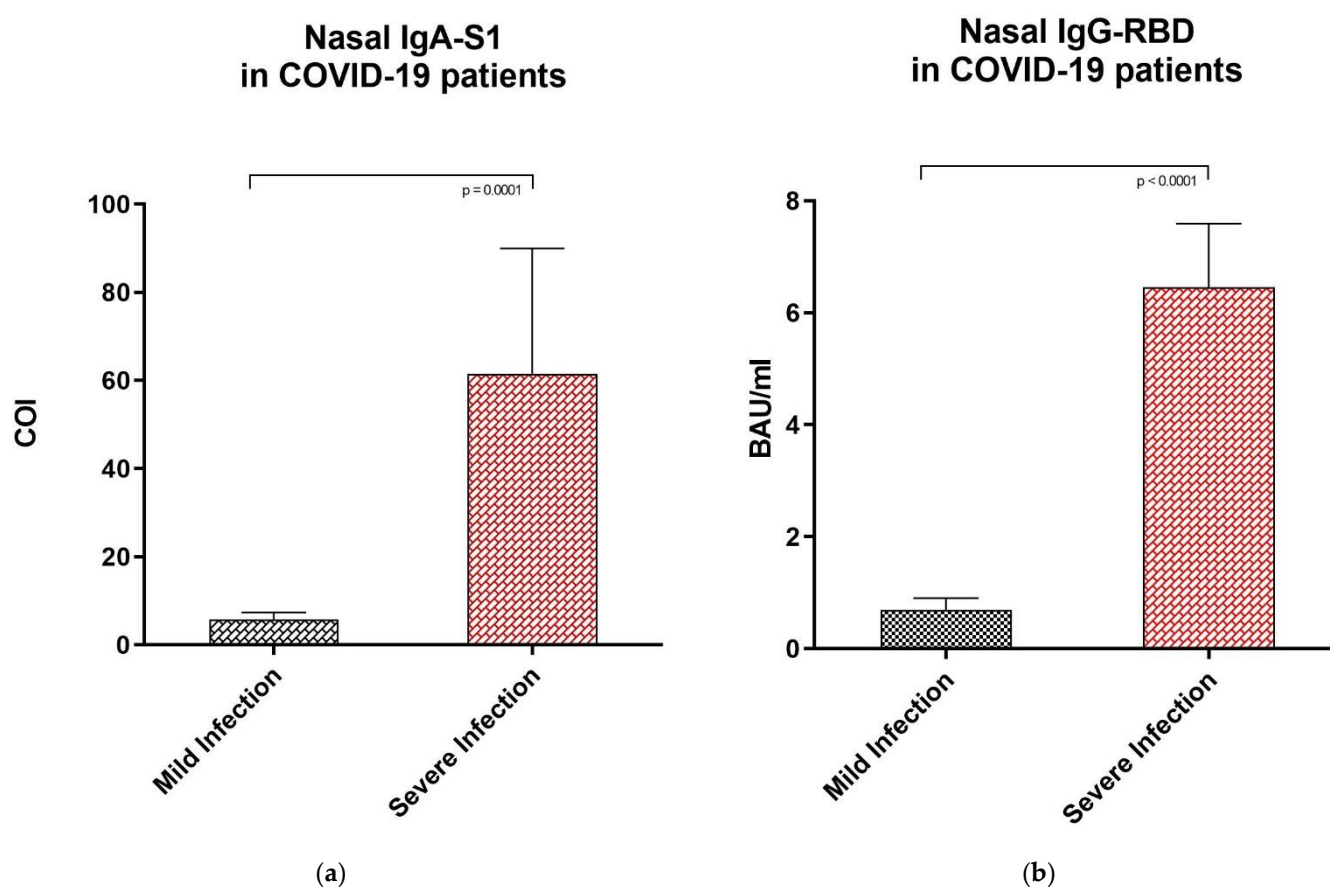 Nasal IgA-S1
in COVID-19 patients
p = 0.0001
100
80
60
40
20
0
COI
Mild Infection
Severe Infection
(a)
Nasal IgG-RBD
in COVID-19 patients
p < 0.0001
8
6
4
2
0
BAU/ml
Mild Infection
Severe Infection
(b)